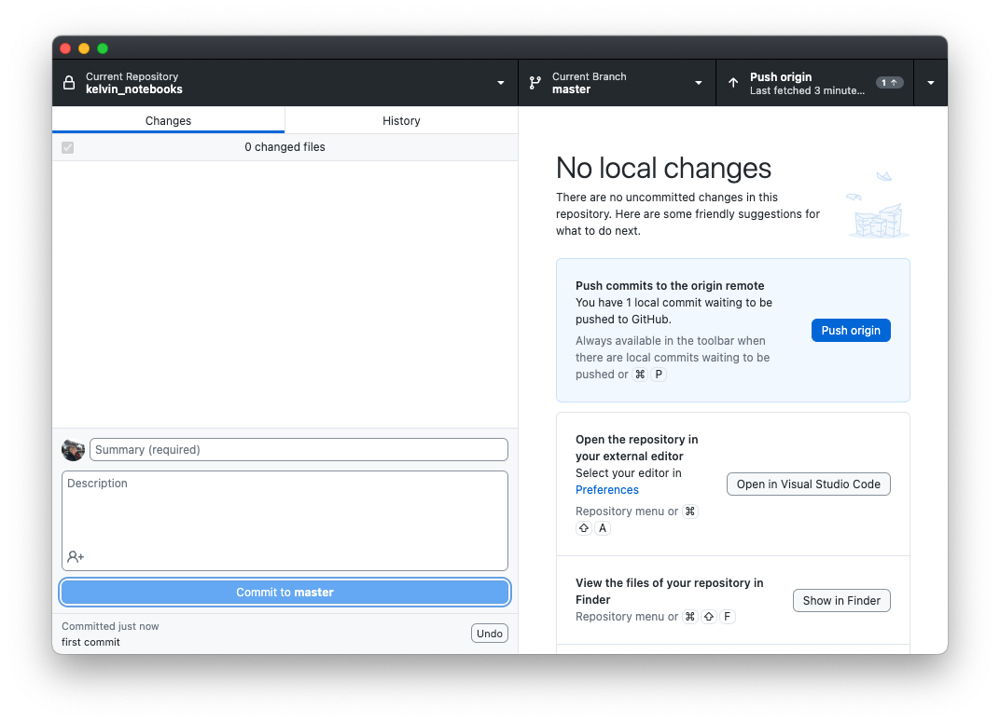 Current Repository
kelvin_notebooks
Current Branch
master
Push origin
Last fetched 3 minute...
1
Changes
History
0 changed files
No local changes
There are no uncommitted changes in this
repository. Here are some friendly suggestions for
what to do next.
Push commits to the origin remote
You have 1 local commit waiting to be
pushed to GitHub.
Always available in the toolbar when
there are local commits waiting to be
pushed or ⌘ P
Push origin
Open the repository in
your external editor
Select your editor in
Preferences
Repository menu or ⌘
⇧ A
Open in Visual Studio Code
View the files of your repository in
Finder
Repository menu or ⌘ ⇧ F
Show in Finder
Summary (required)
Description
Commit to master
Committed just now
first commit
Undo